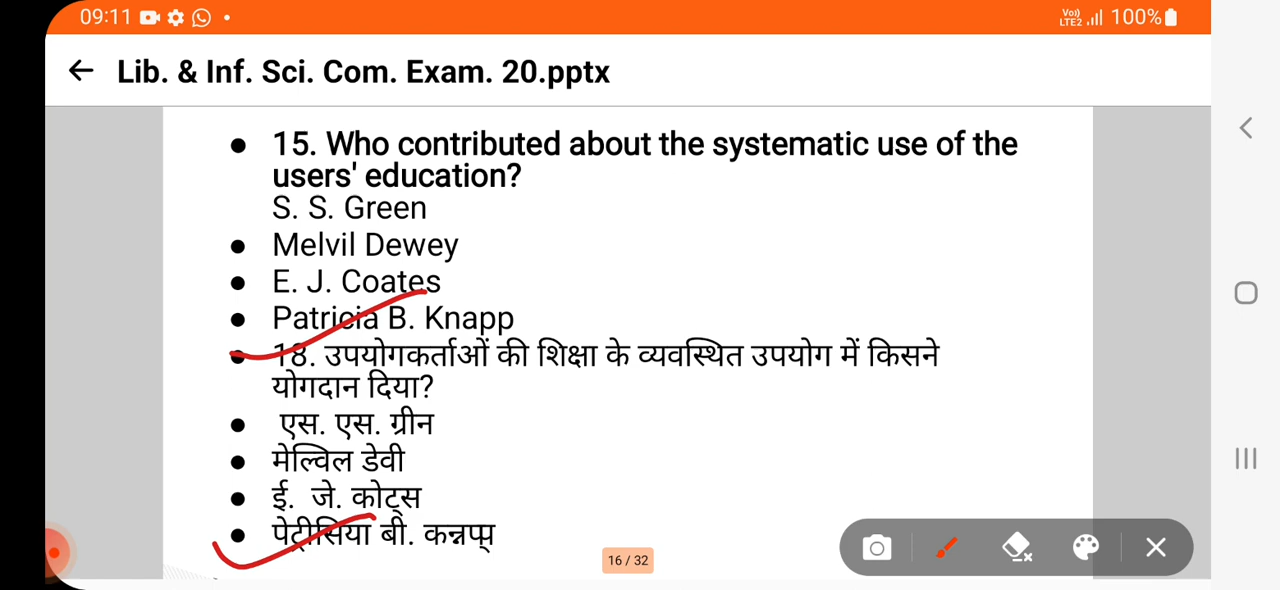 09:11
Vo)) LTE2 100%
Lib. & Inf. Sci. Com. Exam. 20.pptx
15. Who contributed about the systematic use of the
users' education?
S. S. Green
Melvil Dewey
E. J. Coates
Patricia B. Knapp
18. उपयोगकर्ताओं की शिक्षा के व्यवस्थित उपयोग में किसने
योगदान दिया?
एस. एस. ग्रीन
मेल्विल डेवी
ई. जे. कोट्स
पेट्रीसिया बी. कन्नप्प्
16 / 32